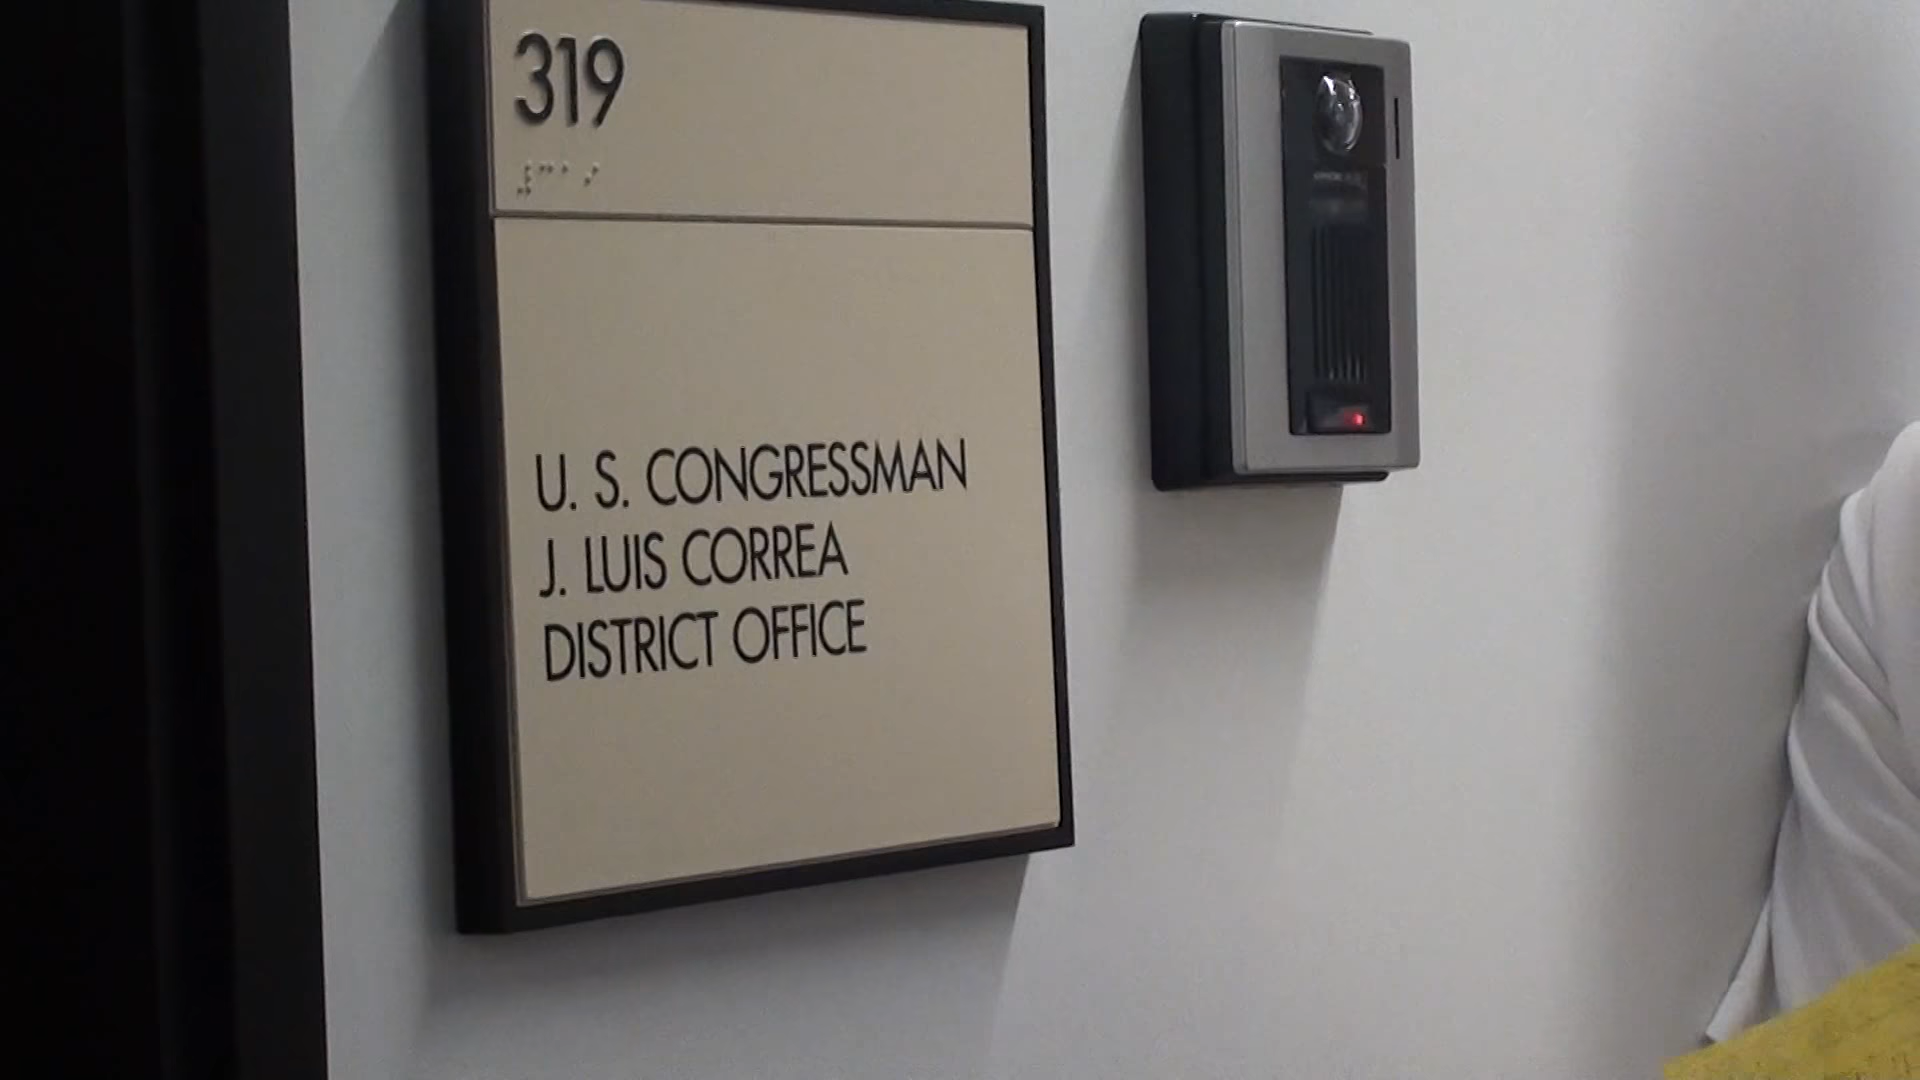 319
U. S. CONGRESSMAN
J. LUIS CORREA
DISTRICT OFFICE